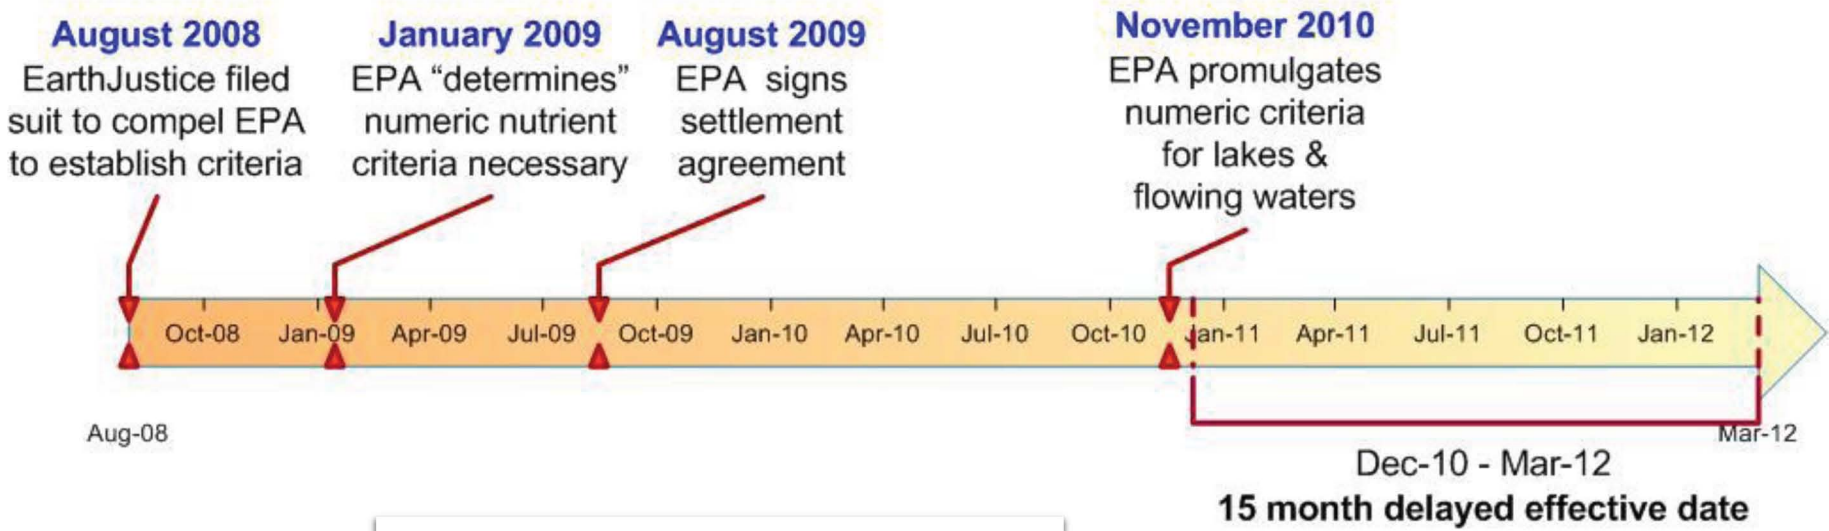 August 2008
EarthJustice filed
suit to compel EPA
to establish criteria
January 2009
EPA “determines”
numeric nutrient
criteria necessary
August 2009
EPA signs
settlement
agreement
November 2010
EPA promulgates
numeric criteria
for lakes &
flowing waters
Oct-08 Jan-09 Apr-09 Jul-09 Oct-09 Jan-10 Apr-10 Jul-10 Oct-10 Jan-11 Apr-11 Jul-11 Oct-11 Jan-12
Aug-08
Mar-12
Dec-10 - Mar-12
15 month delayed effective date